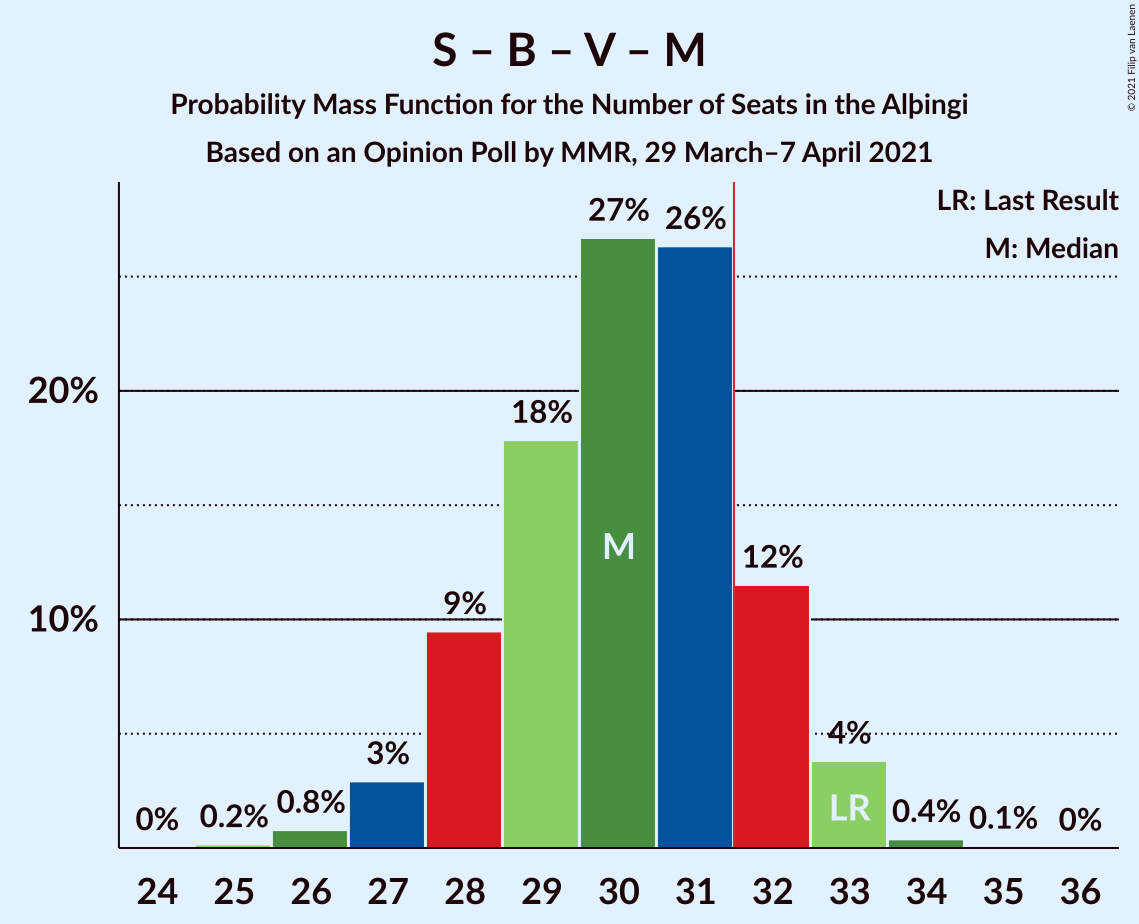 S – B – V – M
Probability Mass Function for the Number of Seats in the Alþingi
Based on an Opinion Poll by MMR, 29 March–7 April 2021
© 2021 Filip van Laenen
LR: Last Result
M: Median
20%
10%
0%
0.2%
0.8%
3%
9%
18%
27%
26%
12%
4%
0.4%
0.1%
0%
M
LR
24 25 26 27 28 29 30 31 32 33 34 35 36